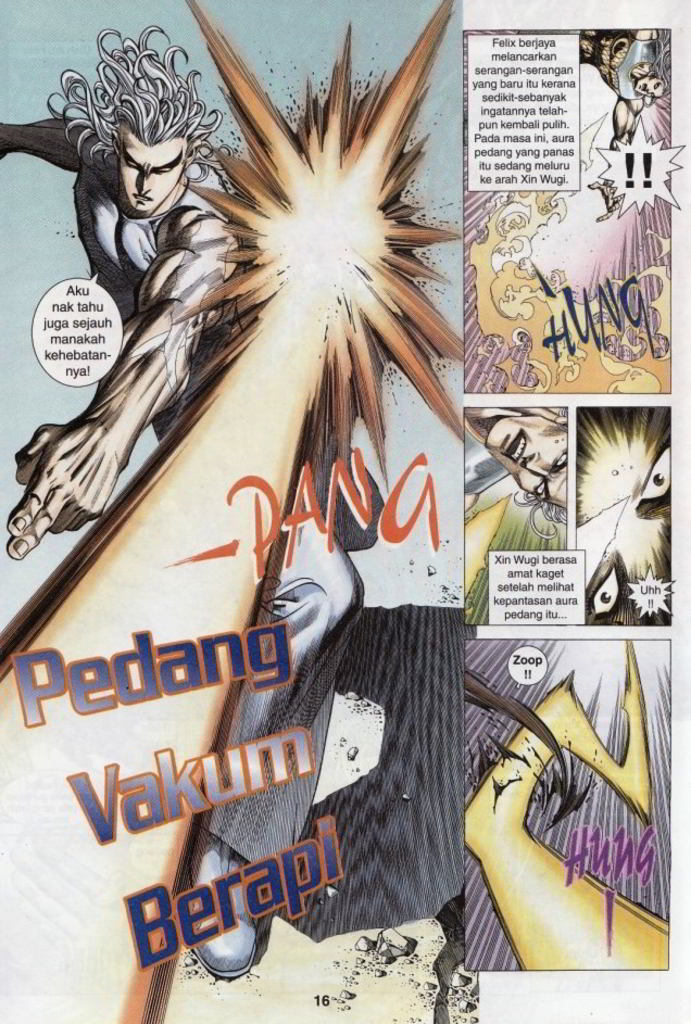 Aku
nak tahu
juga sejauh
manakah
kehebatan-
nya!
PANG
Pedang
Vakum
Berapi
Felix berjaya
melancarkan
serangan-serangan
yang baru itu kerana
sedikit-sebanyak
ingatannya telah-
pun kembali pulih.
Pada masa ini, aura
pedang yang panas
itu sedang meluru
ke arah Xin Wugi.
!!
HUNG
Xin Wugi berasa
amat kaget
setelah melihat
kepantasan aura
pedang itu...
Uhh
!!
Zoop
!!
HUNG
!
16